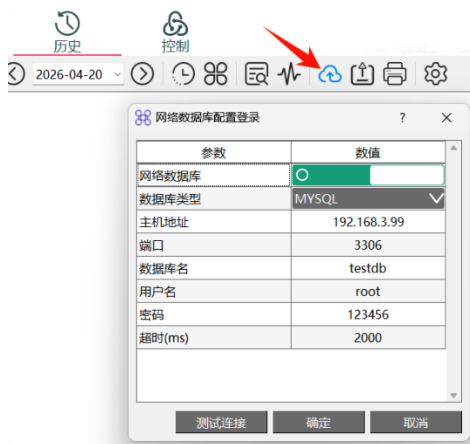 历史 控制
2026-04-20
网络数据库配置登录 ?
参数 数值
网络数据库
数据库类型 MYSQL
主机地址 192.168.3.99
端口 3306
数据库名 testdb
用户名 root
密码 123456
超时(ms) 2000
测试连接 确定 取消